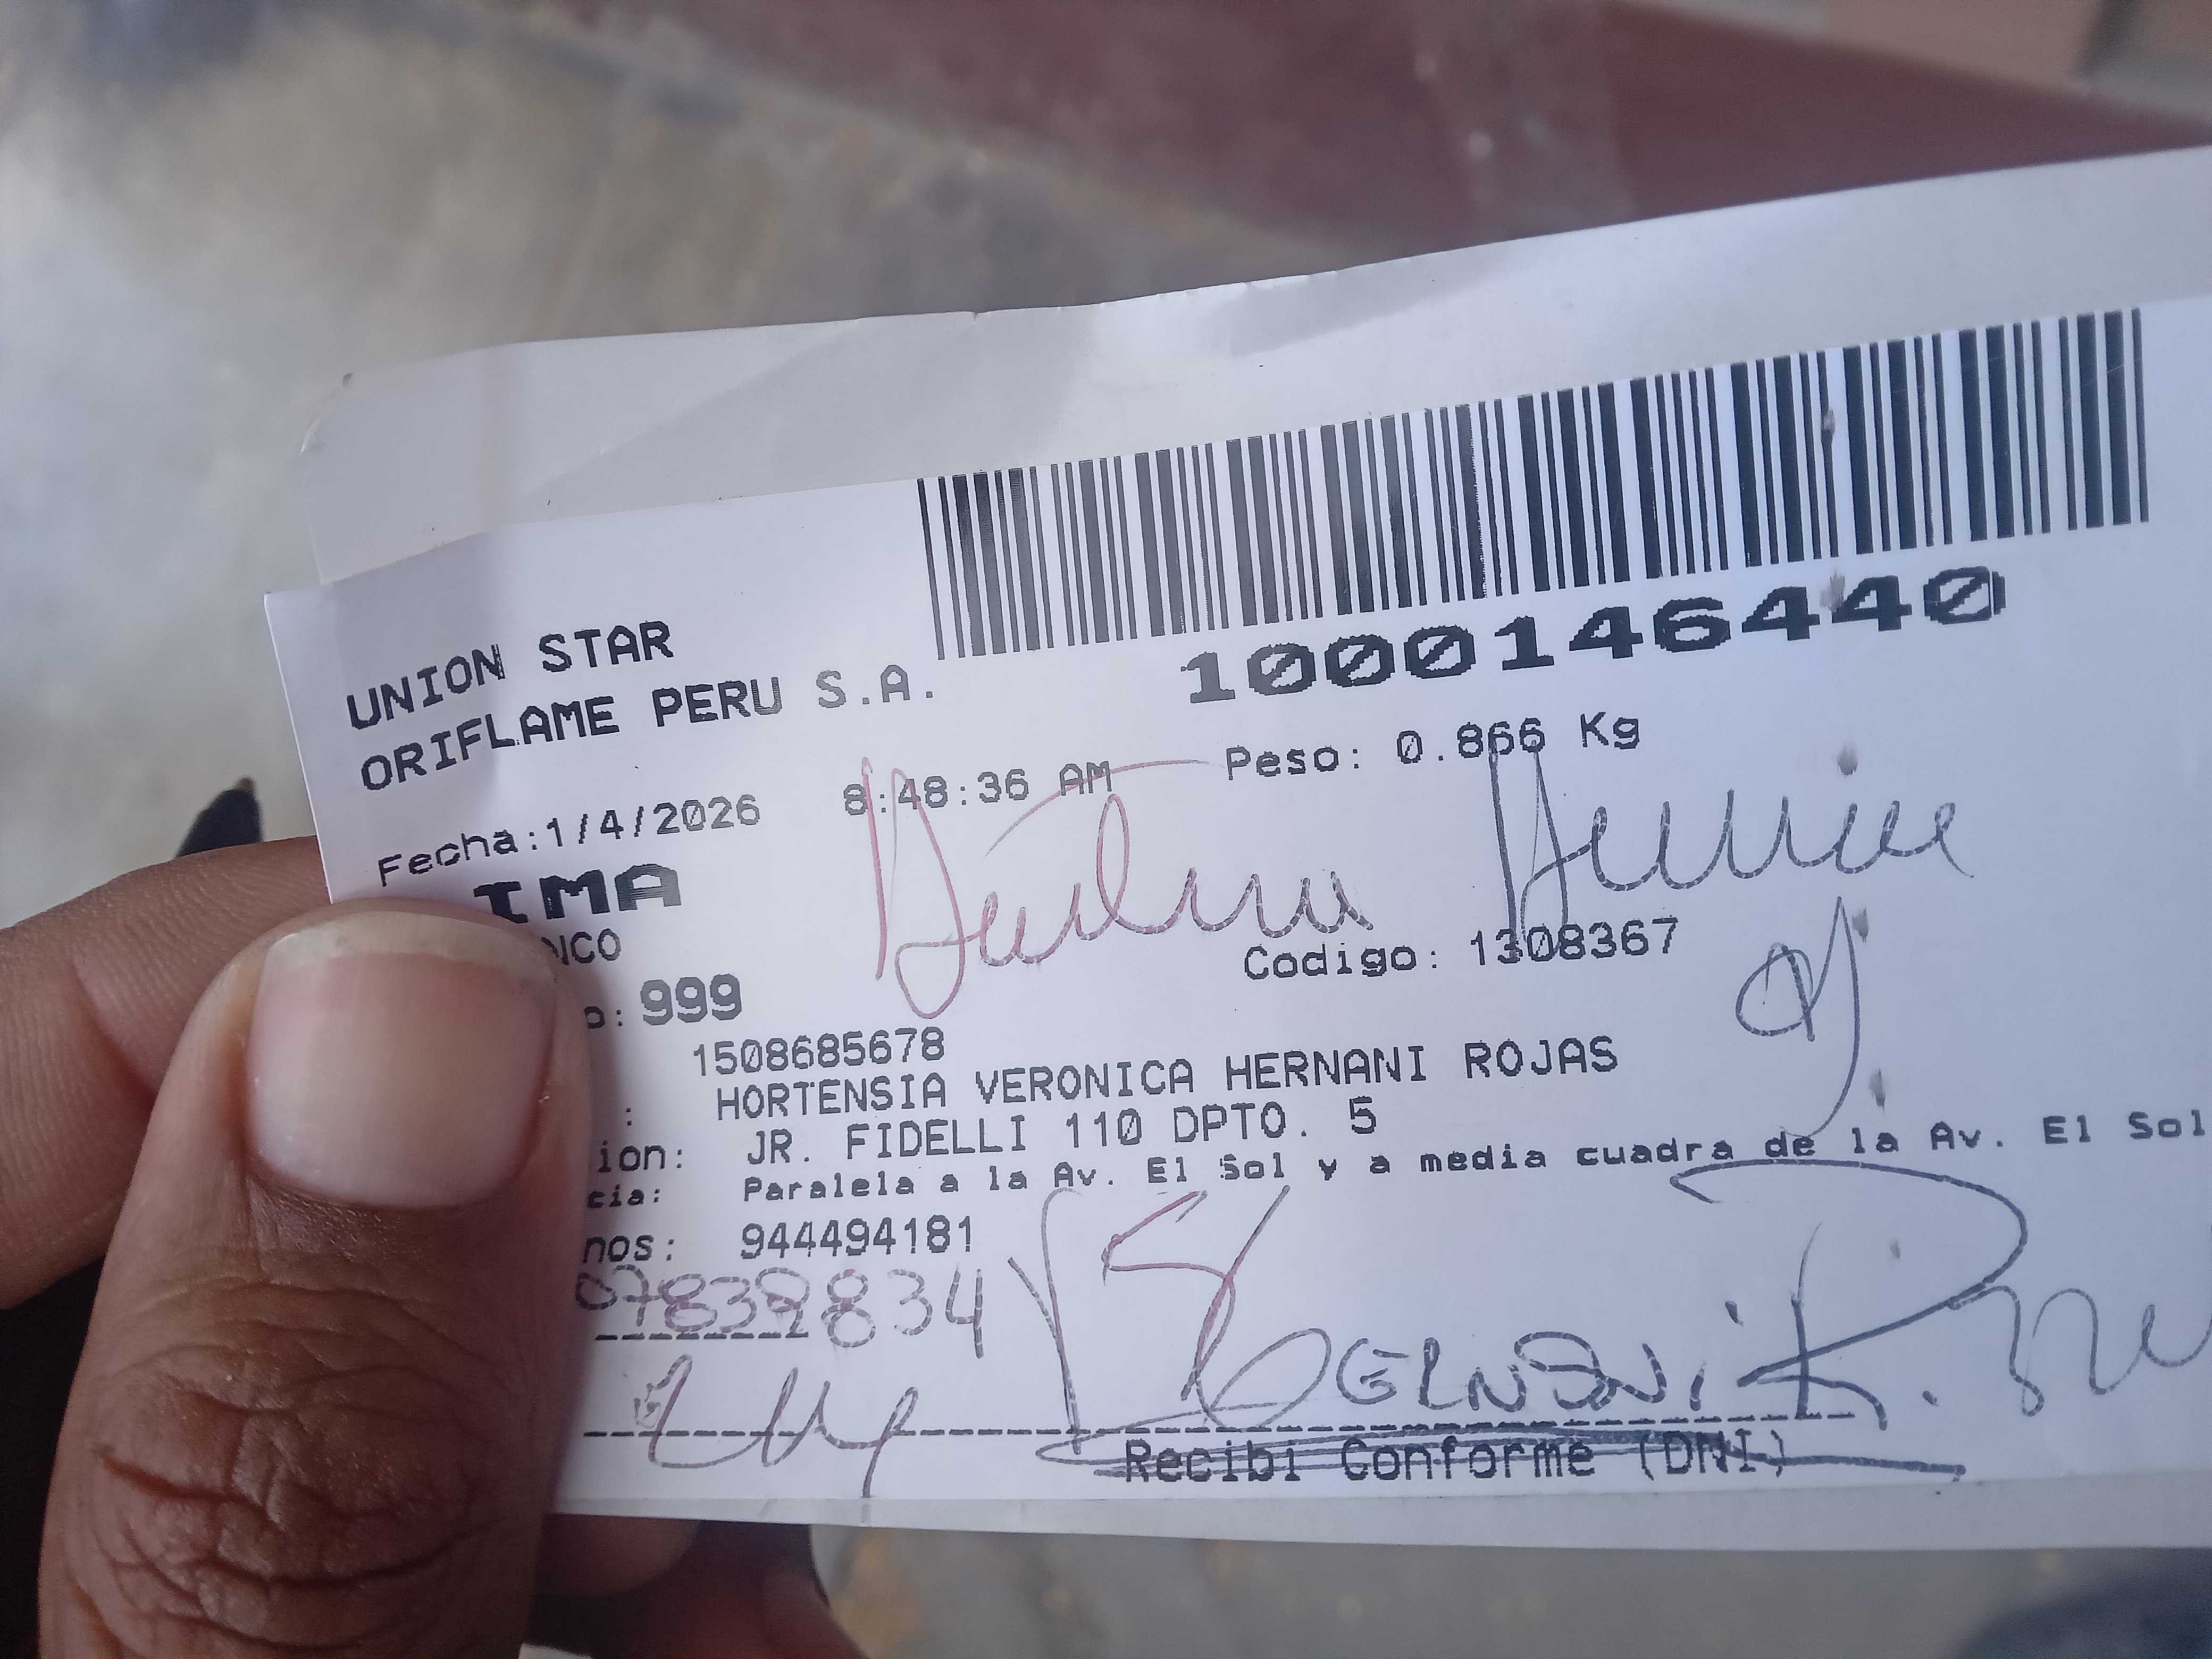 UNION STAR
ORIFLAME PERU S.A.
1000146440
Fecha:1/4/2026 8:48:36 AM Peso: 0.866 Kg
IMA
NCO
o: 999 Codigo: 1308367
1508685678
: HORTENSIA VERONICA HERNANI ROJAS
ion: JR. FIDELLI 110 DPTO. 5
cia: Paralela a la Av. El Sol y a media cuadra de la Av. El Sol
nos: 944494181
07839834
Recibi Conforme (DNI)